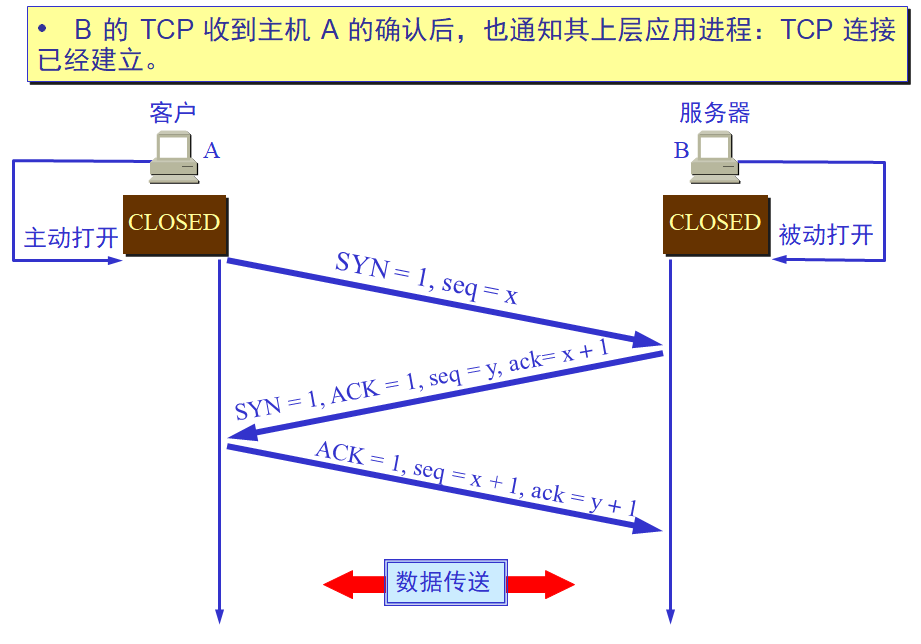 • B 的 TCP 收到主机 A 的确认后，也通知其上层应用进程：TCP 连接
已经建立。
客户
服务器
A
B
CLOSED
CLOSED
主动打开
被动打开
SYN = 1, seq = x
SYN = 1, ACK = 1, seq = y, ack= x + 1
ACK = 1, seq = x + 1, ack = y + 1
数据传送